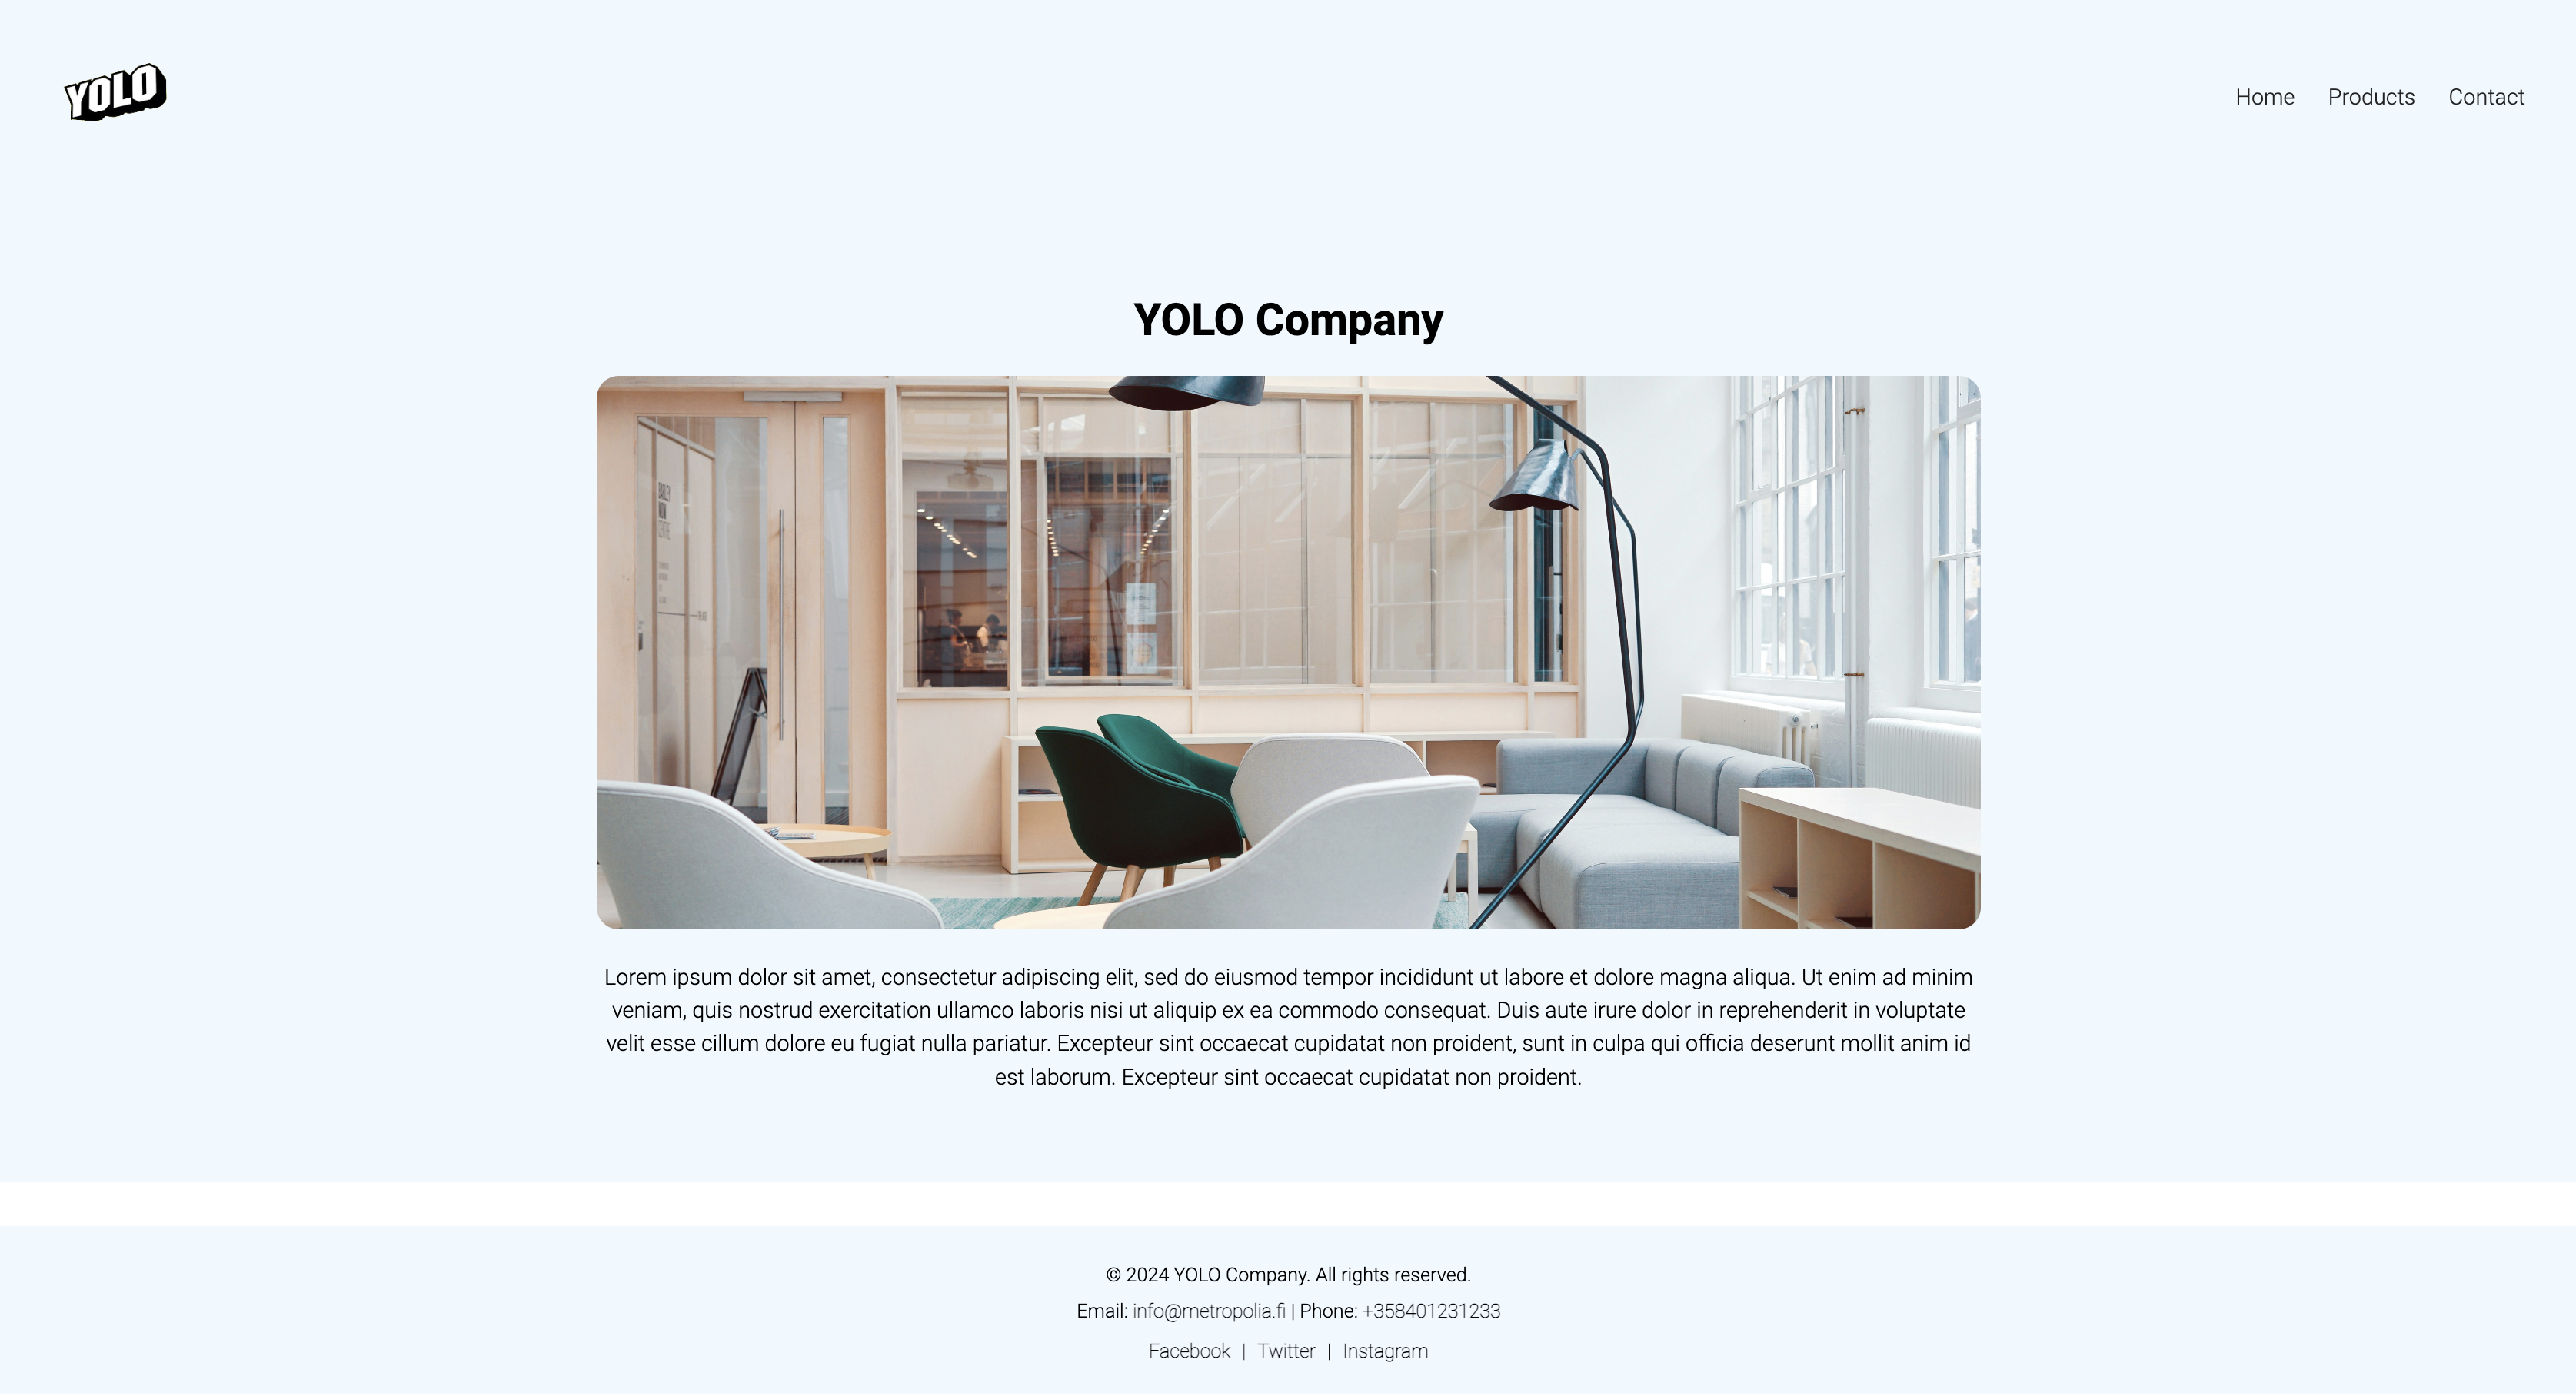 YOLO
Home Products Contact
YOLO Company
Lorem ipsum dolor sit amet, consectetur adipiscing elit, sed do eiusmod tempor incididunt ut labore et dolore magna aliqua. Ut enim ad minim
veniam, quis nostrud exercitation ullamco laboris nisi ut aliquip ex ea commodo consequat. Duis aute irure dolor in reprehenderit in voluptate
velit esse cillum dolore eu fugiat nulla pariatur. Excepteur sint occaecat cupidatat non proident, sunt in culpa qui officia deserunt mollit anim id
est laborum. Excepteur sint occaecat cupidatat non proident.
© 2024 YOLO Company. All rights reserved.
Email: info@metropolia.fi | Phone: +358401231233
Facebook | Twitter | Instagram